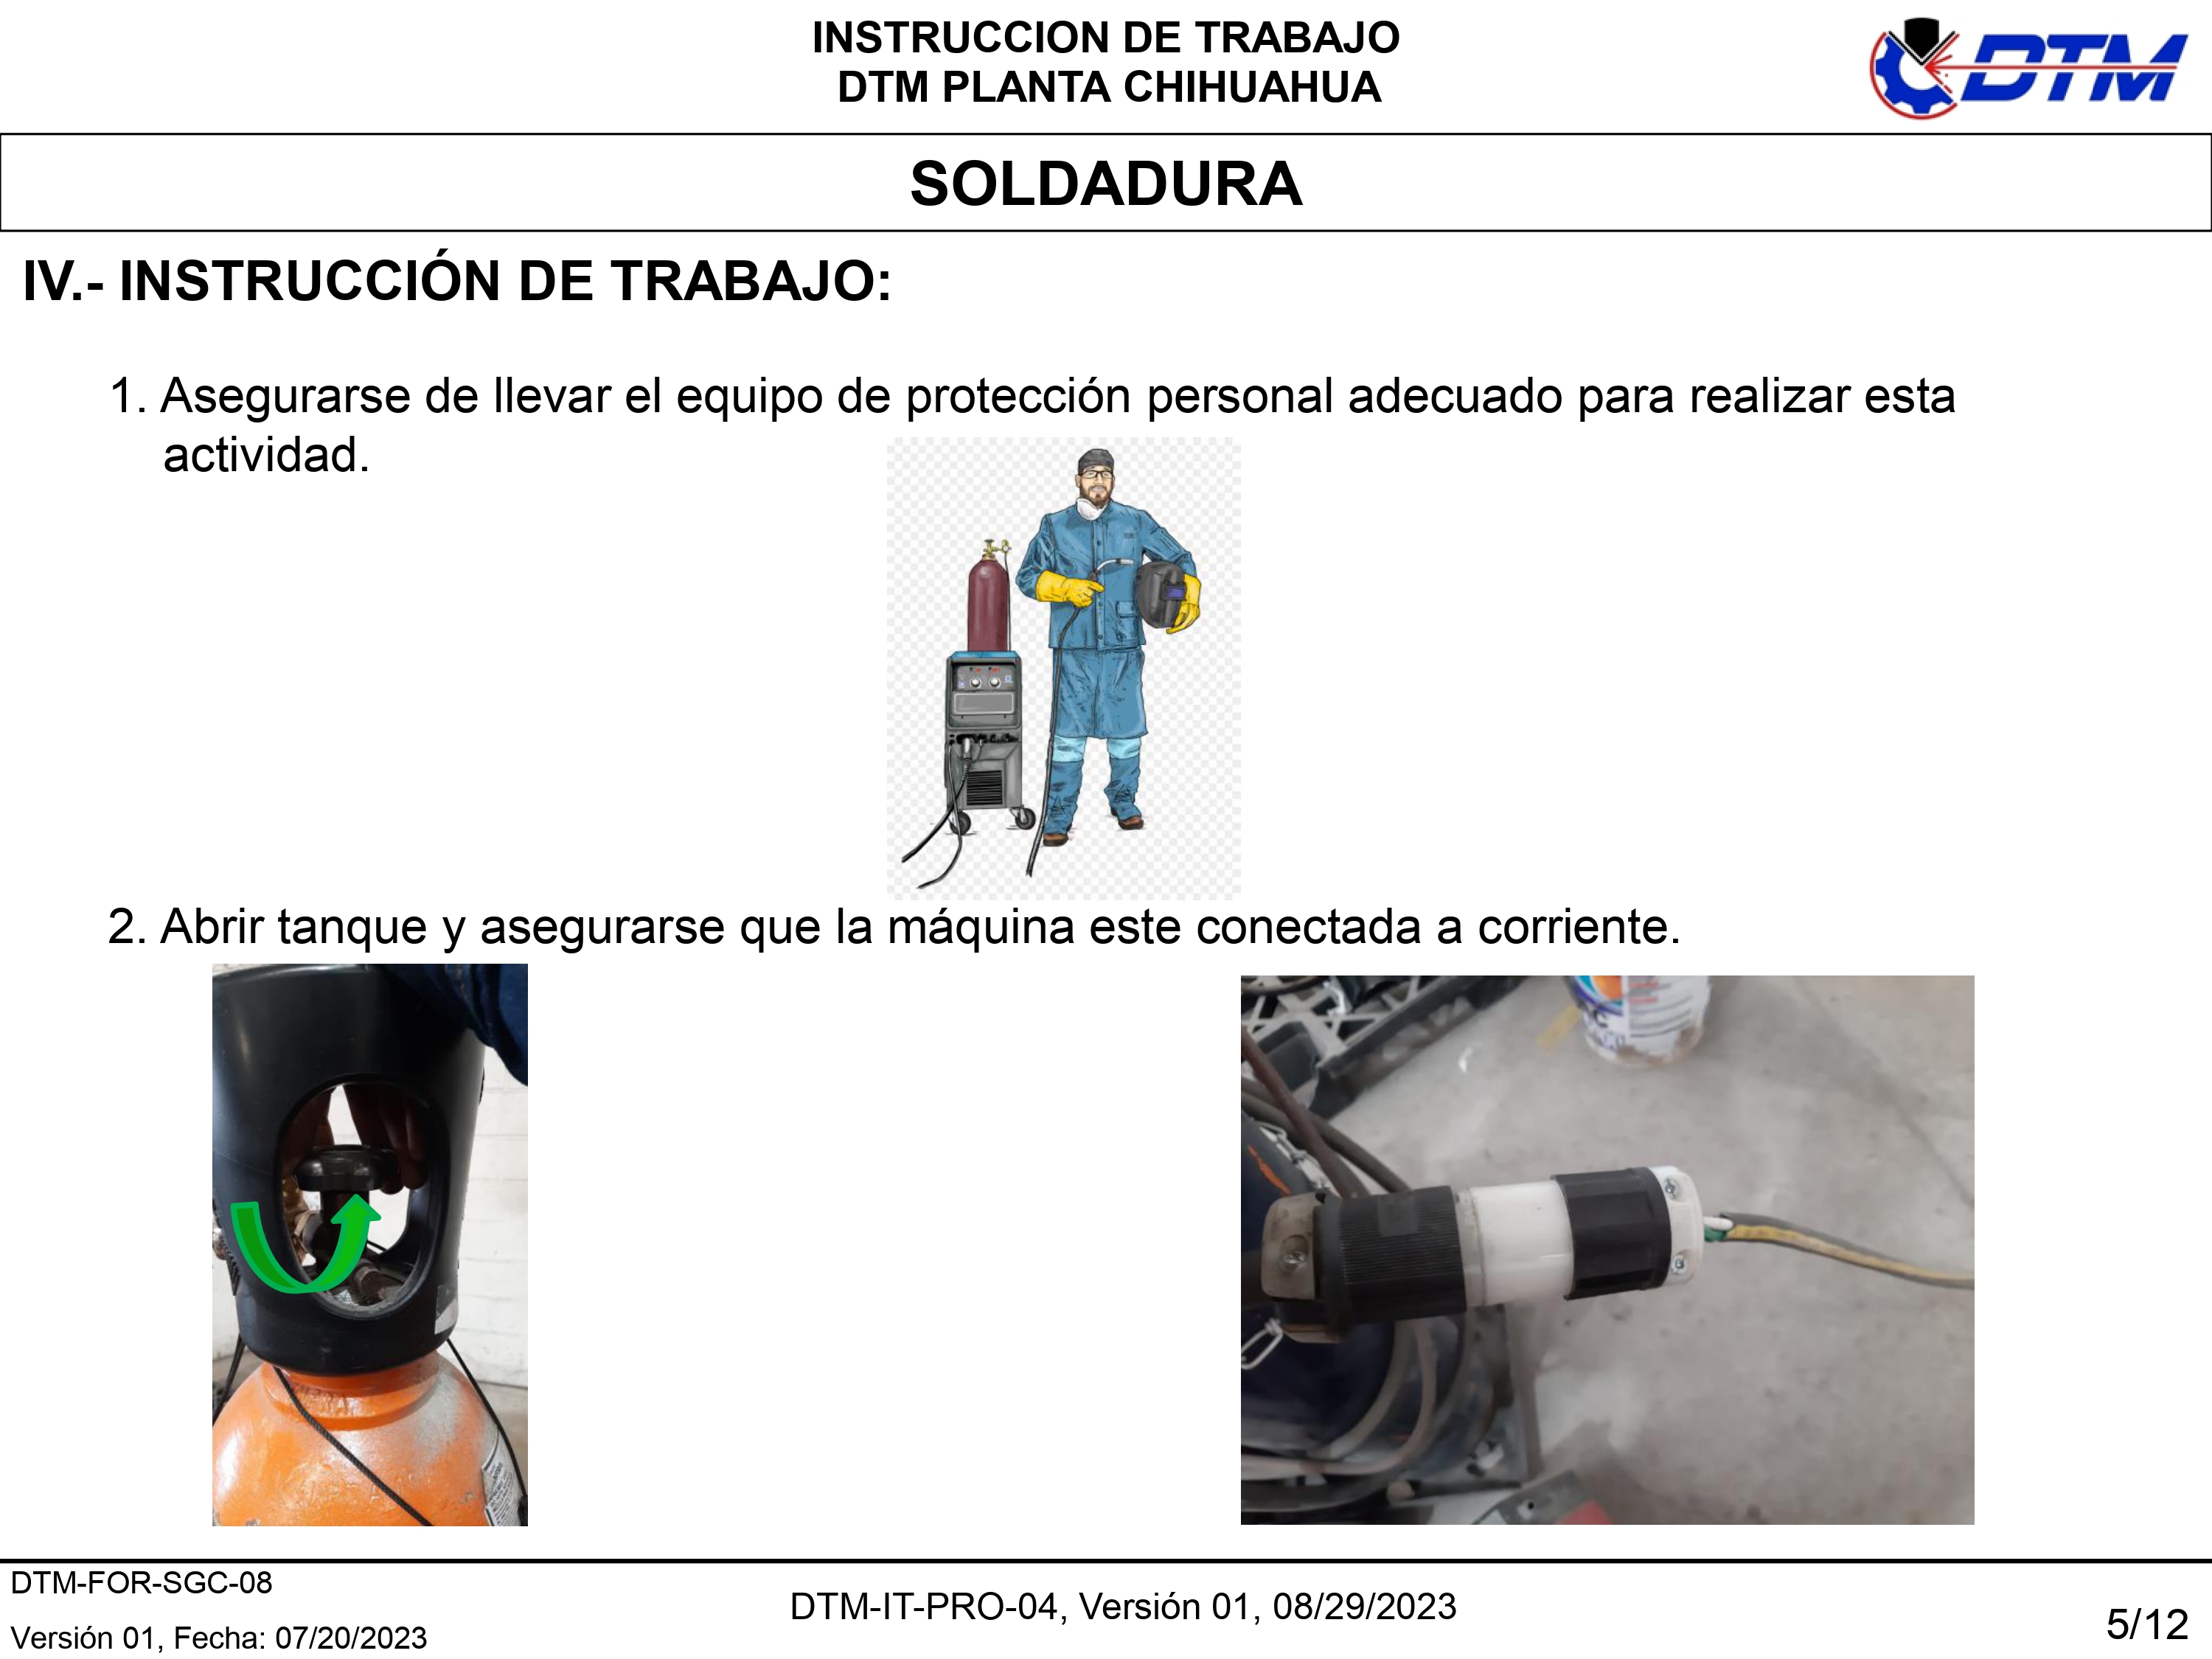 INSTRUCCION DE TRABAJO
DTM PLANTA CHIHUAHUA
DTM
SOLDADURA
IV.- INSTRUCCIÓN DE TRABAJO:
1. Asegurarse de llevar el equipo de protección personal adecuado para realizar esta
actividad.
2. Abrir tanque y asegurarse que la máquina este conectada a corriente.
DTM-FOR-SGC-08
Versión 01, Fecha: 07/20/2023
DTM-IT-PRO-04, Versión 01, 08/29/2023
5/12